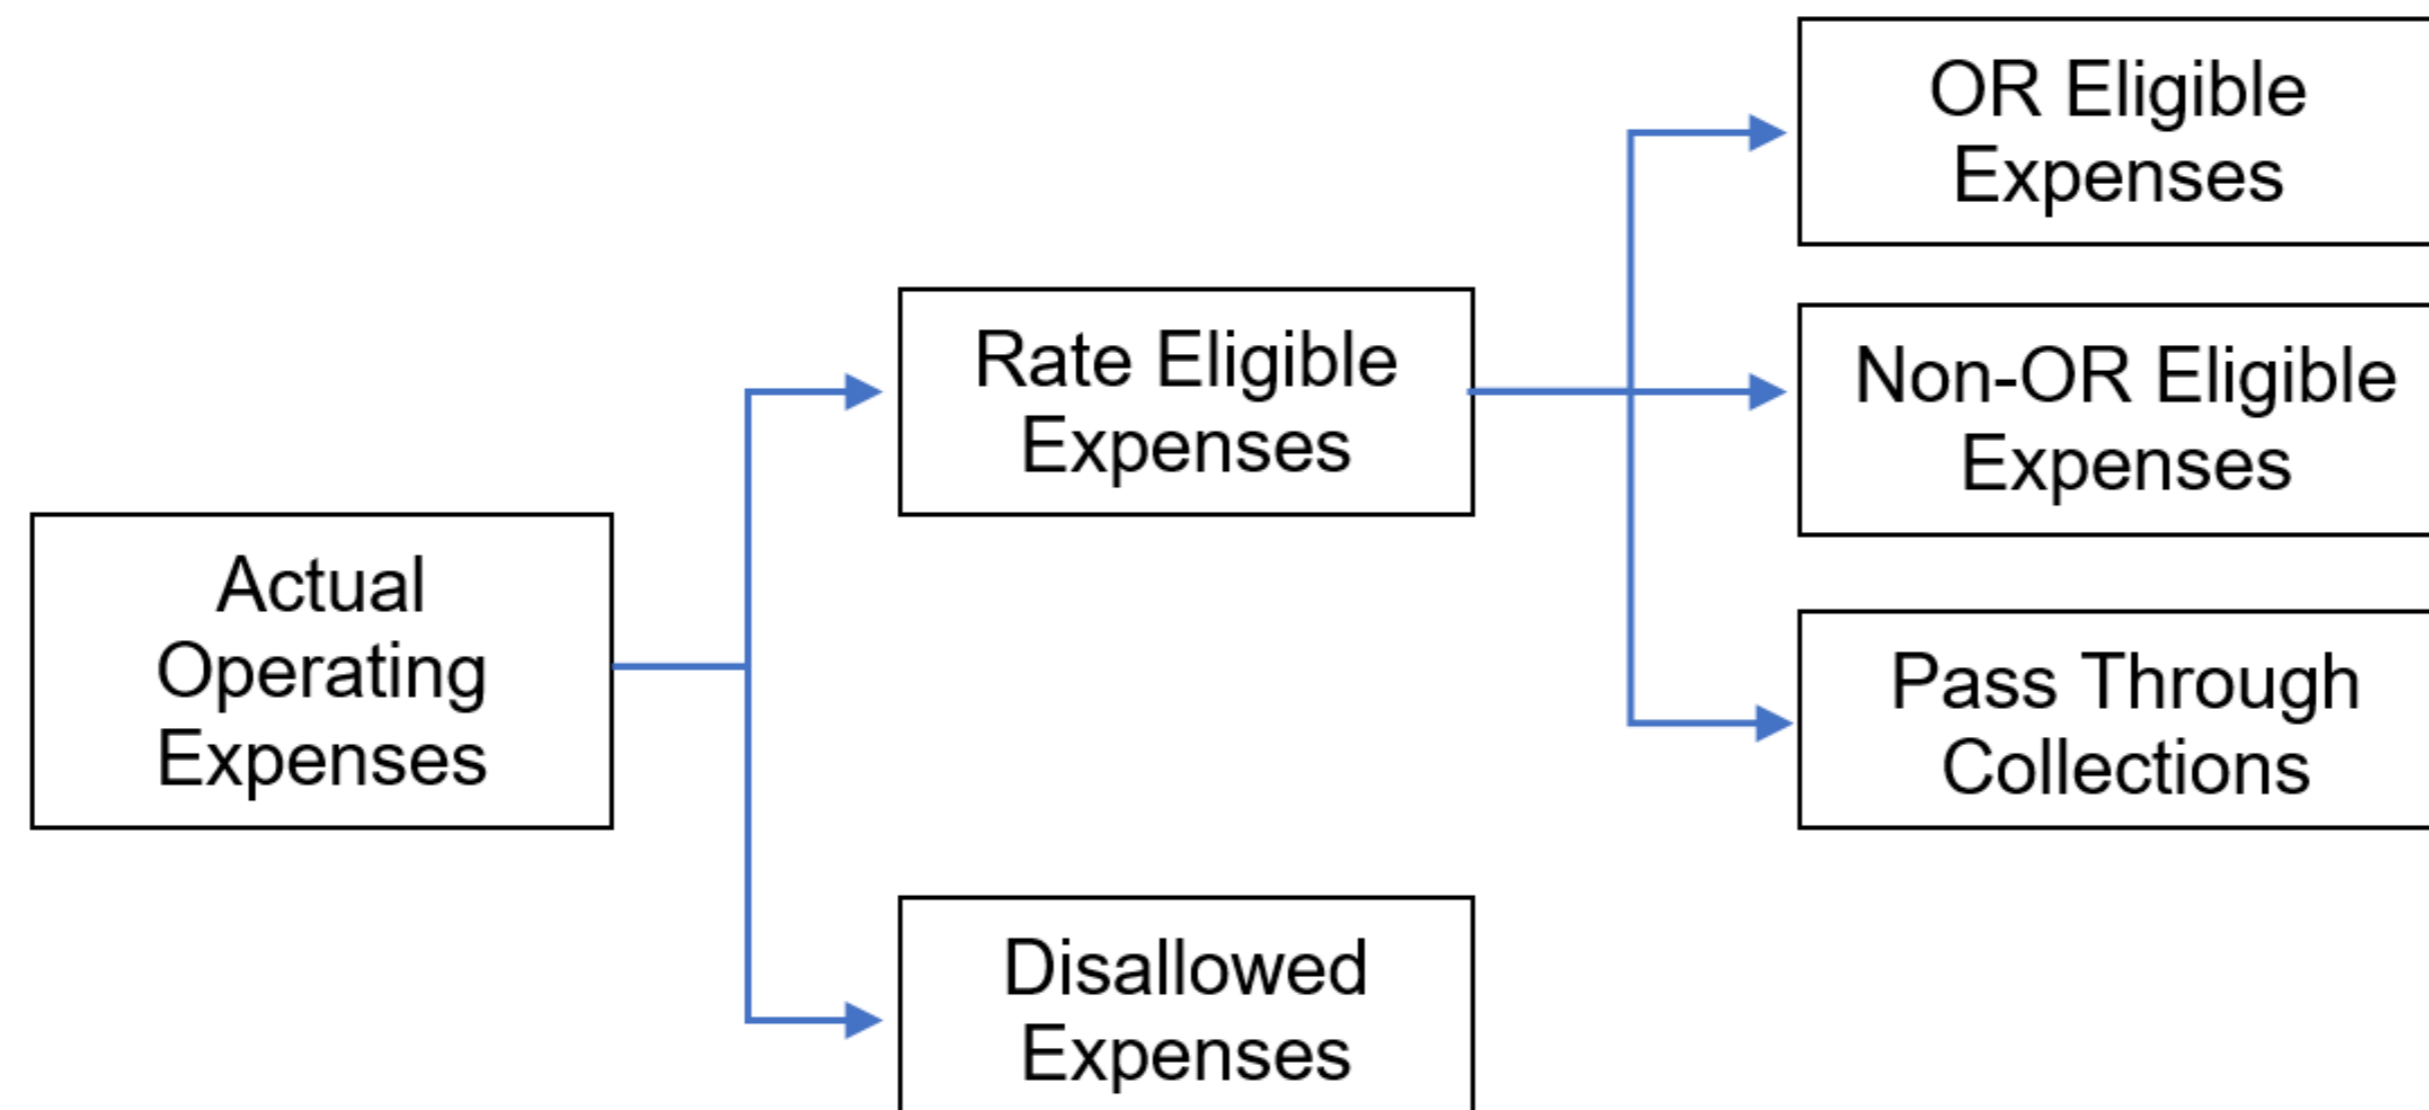 Actual
Operating
Expenses
Rate Eligible
Expenses
Disallowed
Expenses
OR Eligible
Expenses
Non-OR Eligible
Expenses
Pass Through
Collections